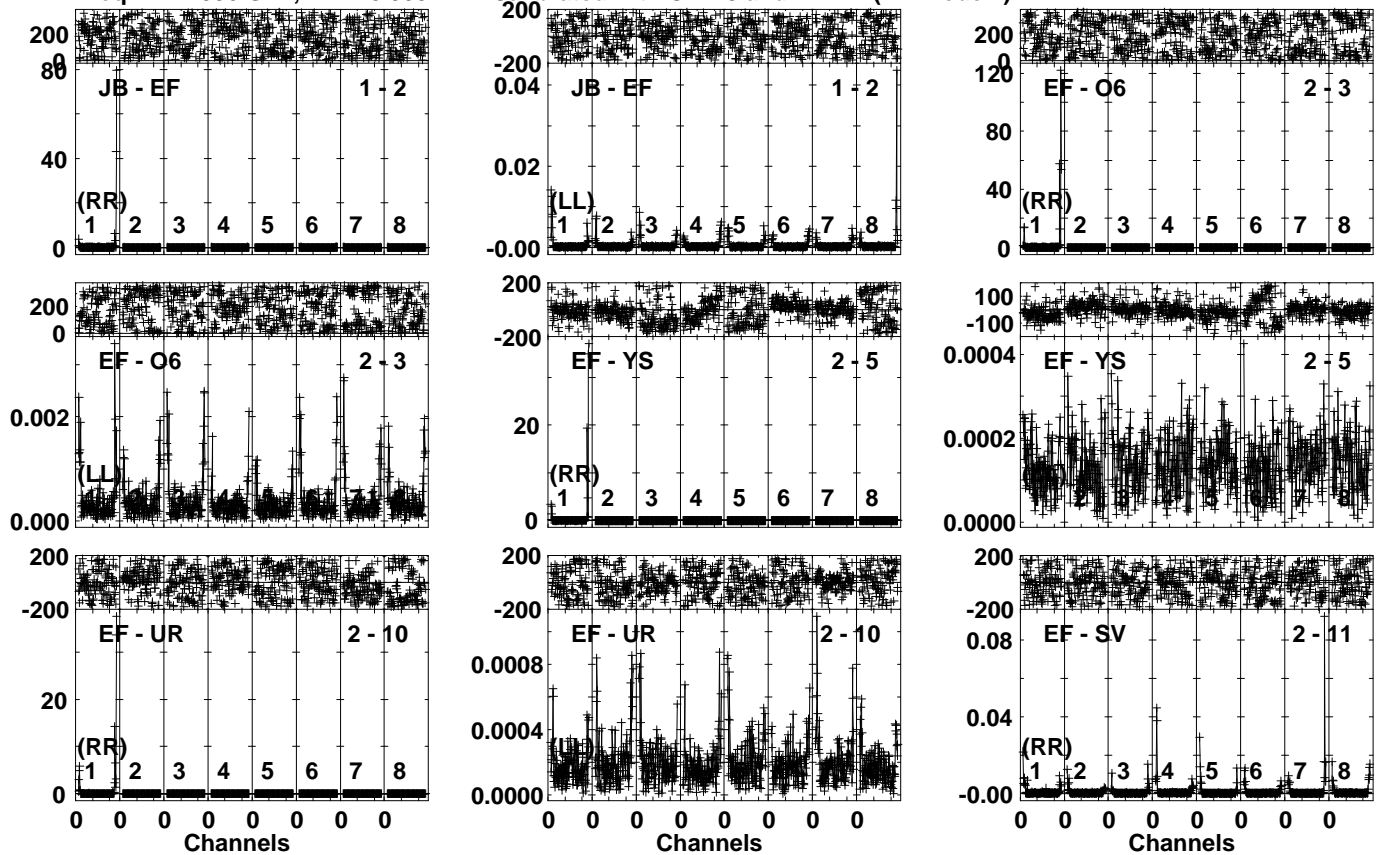 200
0
80
40
0
JB - EF 1 - 2
(RR)
1 2 3 4 5 6 7 8
200
-200
0.04
0.02
-0.00
JB - EF 1 - 2
(LL)
1 2 3 4 5 6 7 8
200
0
120
80
40
0
EF - O6 2 - 3
(RR)
1 2 3 4 5 6 7 8
200
0
0.002
0.000
EF - O6 2 - 3
(LL)
200
-200
20
0
EF - YS 2 - 5
(RR)
1 2 3 4 5 6 7 8
100
-100
0.0004
0.0002
0.0000
EF - YS 2 - 5
200
-200
20
0
EF - UR 2 - 10
(RR)
1 2 3 4 5 6 7 8
0 0 0 0 0 0 0 0
Channels
200
-200
0.0008
0.0004
0.0000
EF - UR 2 - 10
(LL)
0 0 0 0 0 0 0 0
Channels
200
-200
0.08
0.04
-0.00
EF - SV 2 - 11
(RR)
1 2 3 4 5 6 7 8
0 0 0 0 0 0 0 0
Channels